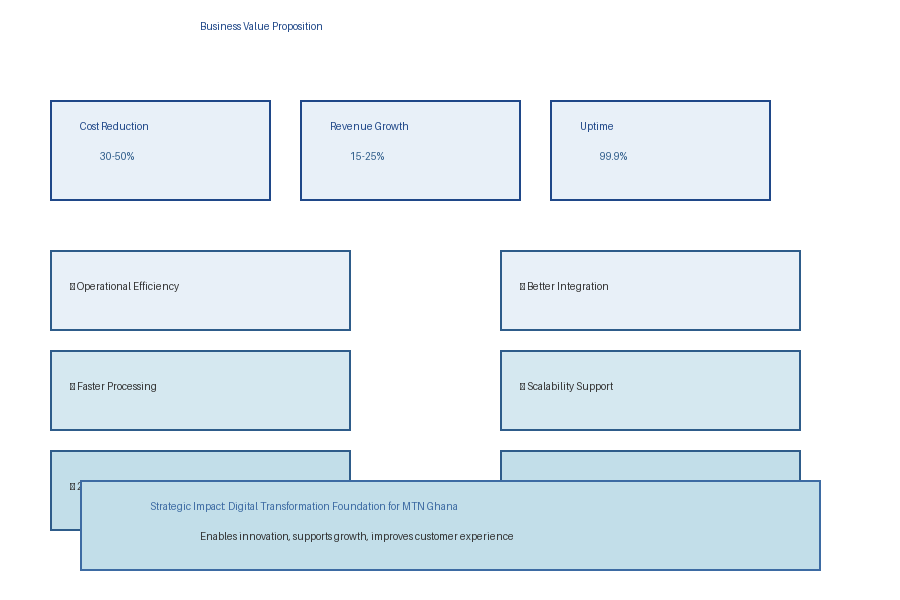 Business Value Proposition
Cost Reduction
Revenue Growth
Uptime
30-50%
15-25%
99.9%
Operational Efficiency
Better Integration
Faster Processing
Scalability Support
Strategic Impact: Digital Transformation Foundation for MTN Ghana
Enables innovation, supports growth, improves customer experience